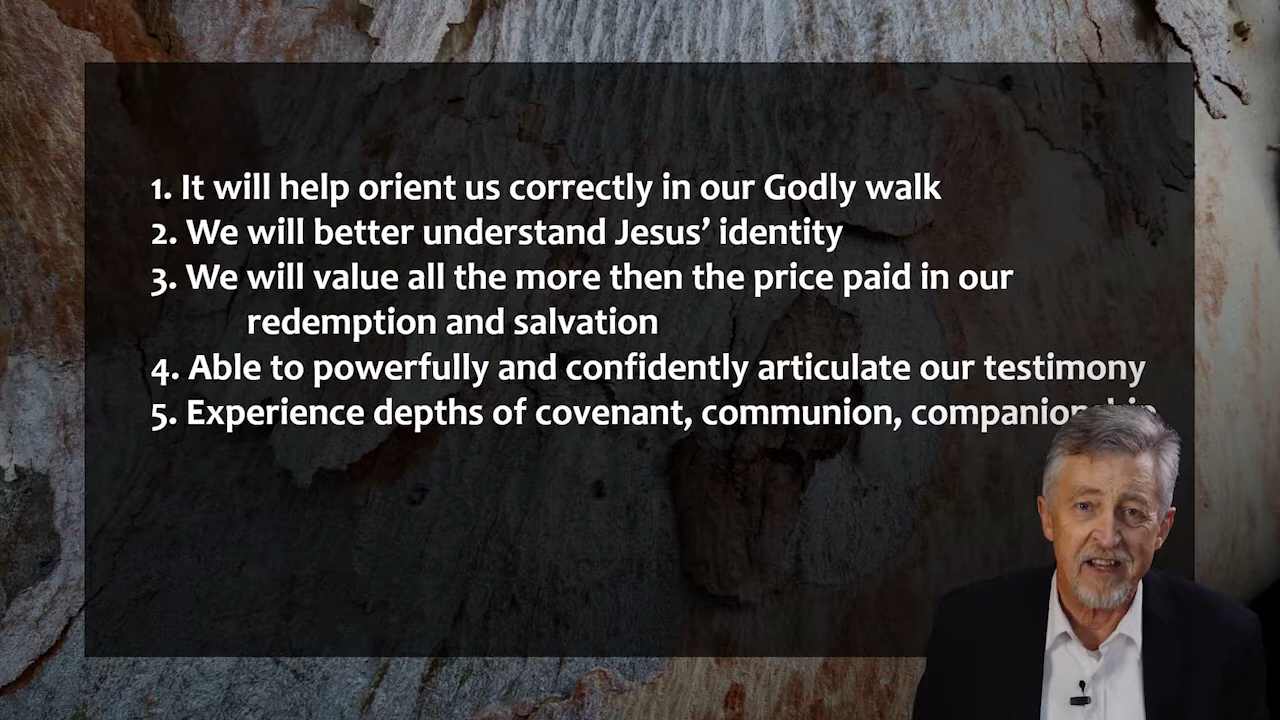 1. It will help orient us correctly in our Godly walk
2. We will better understand Jesus’ identity
3. We will value all the more then the price paid in our
redemption and salvation
4. Able to powerfully and confidently articulate our testimony
5. Experience depths of covenant, communion, companionship